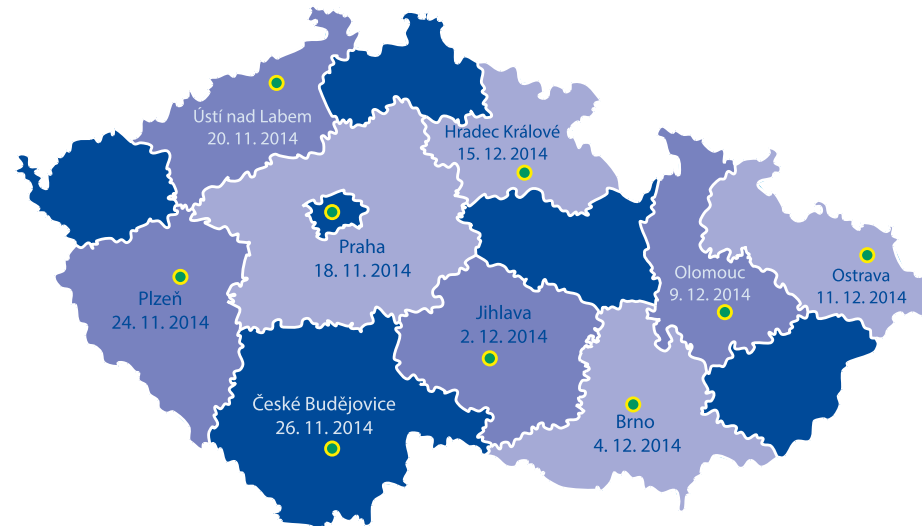 Ústí nad Labem
20. 11. 2014
Hradec Králové
15. 12. 2014
Praha
18. 11. 2014
Olomouc
9. 12. 2014
Ostrava
11. 12. 2014
Plzeň
24. 11. 2014
Jihlava
2. 12. 2014
České Budějovice
26. 11. 2014
Brno
4. 12. 2014